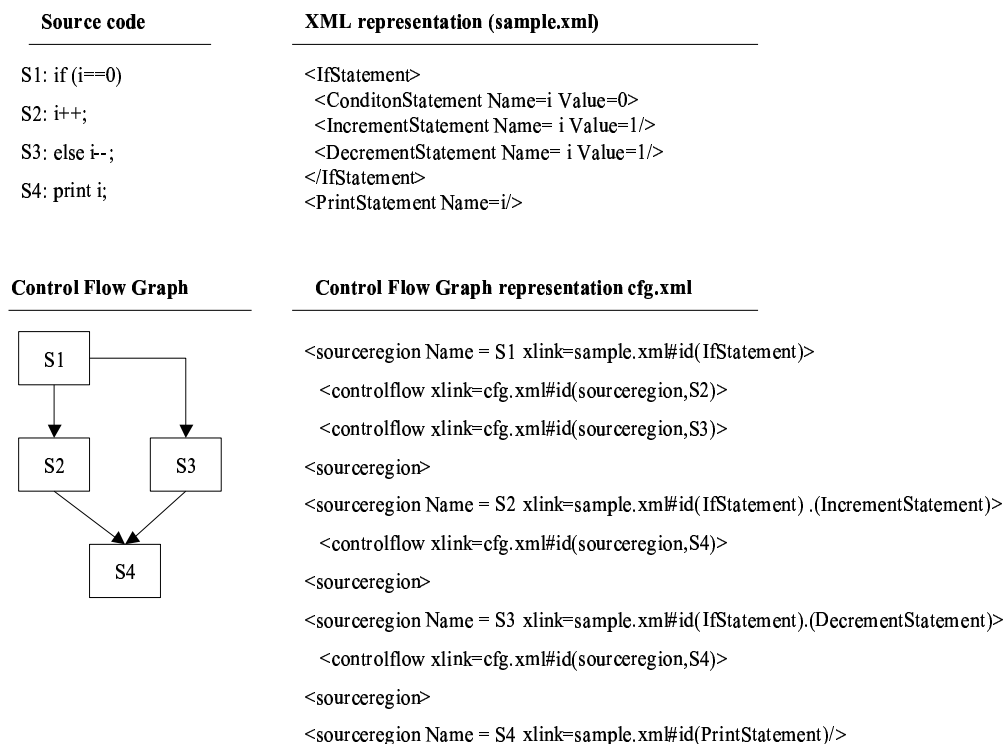 Source code
S1: if (i==0)
S2: i++;
S3: else i--;
S4: print i;
XML representation (sample.xml)
<IfStatement>
<ConditonStatement Name=i Value=0>
<IncrementStatement Name= i Value=1/>
<DecrementStatement Name= i Value=1/>
</IfStatement>
<PrintStatement Name=i/>
Control Flow Graph
S1
S2
S3
S4
Control Flow Graph representation cfg.xml
<sourceregion Name = S1 xlink=sample.xml#id(IfStatement)>
<controlflow xlink=cfg.xml#id(sourceregion,S2)>
<controlflow xlink=cfg.xml#id(sourceregion,S3)>
<sourceregion>
<sourceregion Name = S2 xlink=sample.xml#id(IfStatement) .(IncrementStatement)>
<controlflow xlink=cfg.xml#id(sourceregion,S4)>
<sourceregion>
<sourceregion Name = S3 xlink=sample.xml#id(IfStatement).(DecrementStatement)>
<controlflow xlink=cfg.xml#id(sourceregion,S4)>
<sourceregion>
<sourceregion Name = S4 xlink=sample.xml#id(PrintStatement)/>